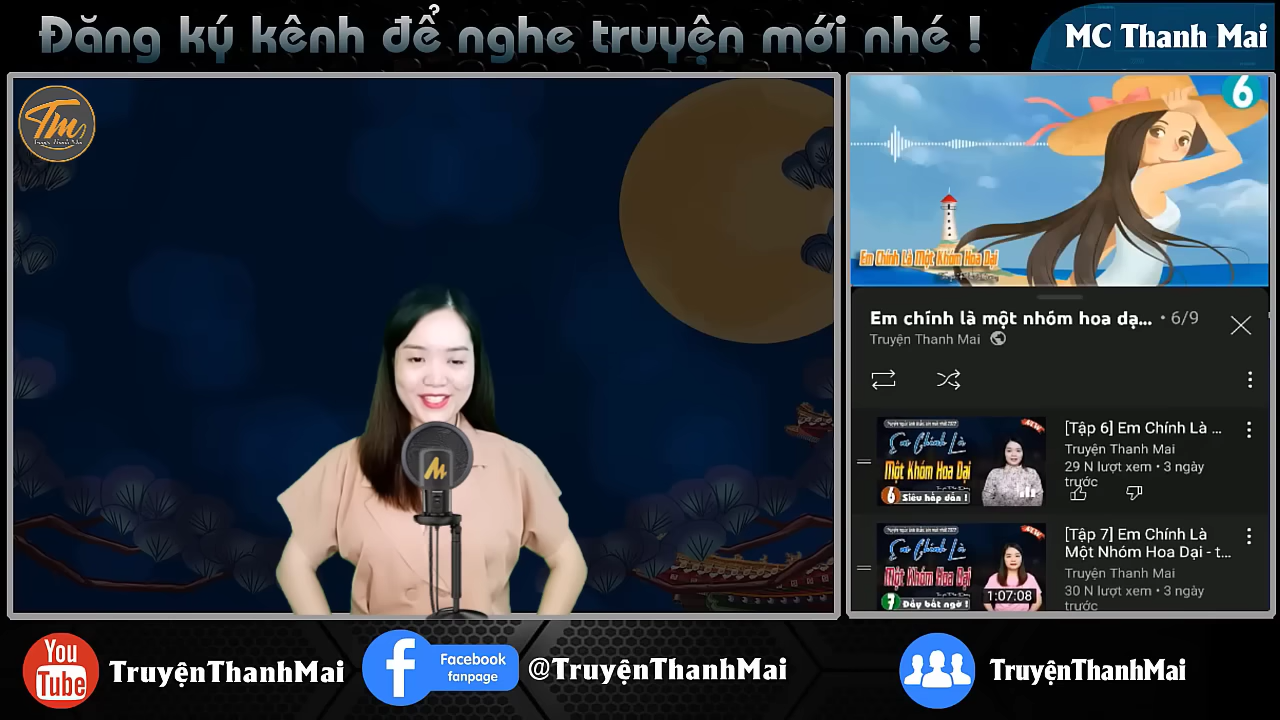 Đăng ký kênh để nghe truyện mới nhé !
MC Thanh Mai
Tm
6
Em Chính Là Một Khóm Hoa Dại
Em chính là một nhóm hoa dạ... • 6/9
Truyện Thanh Mai
Em Chính Là
Một Khóm Hoa Dại
6 Siêu hấp dẫn !
[Tập 6] Em Chính Là ...
Truyện Thanh Mai
29 N lượt xem • 3 ngày
trước
Em Chính Là
Một Khóm Hoa Dại
7 Đầy bất ngờ !
1:07:08
[Tập 7] Em Chính Là
Một Nhóm Hoa Dại - t...
Truyện Thanh Mai
30 N lượt xem • 3 ngày
trước
You
Tube
TruyệnThanhMai
Facebook
fanpage
@TruyệnThanhMai
TruyệnThanhMai